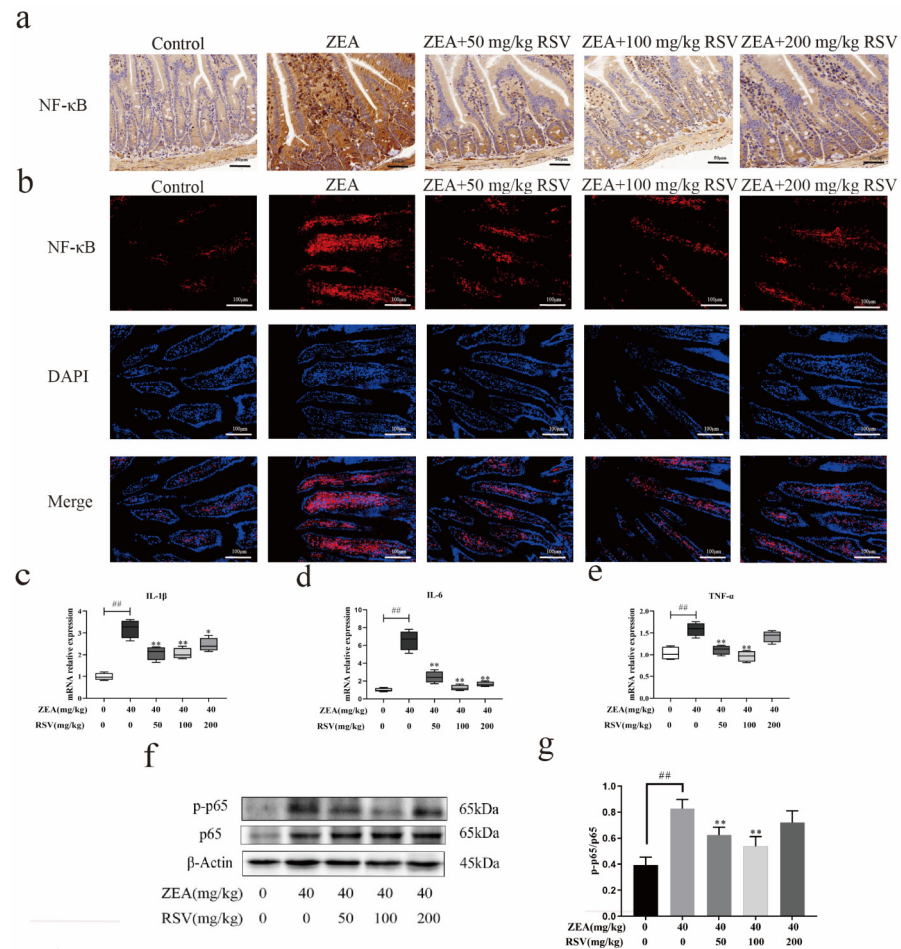 a
Control ZEA ZEA+50 mg/kg RSV ZEA+100 mg/kg RSV ZEA+200 mg/kg RSV
NF-κB
50μm 50μm 50μm 50μm
b
Control ZEA ZEA+50 mg/kg RSV ZEA+100 mg/kg RSV ZEA+200 mg/kg RSV
NF-κB
100μm 100μm 100μm 100μm 100μm
DAPI
100μm 100μm 100μm 100μm 100μm
Merge
100μm 100μm 100μm 100μm 100μm
c
IL-1β
mRNA relative expression
4
3
2
1
0
## ** ** *
ZEA(mg/kg) 0 40 40 40 40
RSV(mg/kg) 0 0 50 100 200
d
IL-6
mRNA relative expression
10
8
6
4
2
0
## ** ** **
ZEA(mg/kg) 0 40 40 40 40
RSV(mg/kg) 0 0 50 100 200
e
TNF-α
mRNA relative expression
2.0
1.5
1.0
0.5
0.0
## ** **
ZEA(mg/kg) 0 40 40 40 40
RSV(mg/kg) 0 0 50 100 200
f
p-p65 65kDa
p65 65kDa
β-Actin 45kDa
ZEA(mg/kg) 0 40 40 40 40
RSV(mg/kg) 0 0 50 100 200
g
p-p65/p65
1.0
0.8
0.6
0.4
0.2
0.0
## ** **
ZEA(mg/kg) 0 40 40 40 40
RSV(mg/kg) 0 0 50 100 200